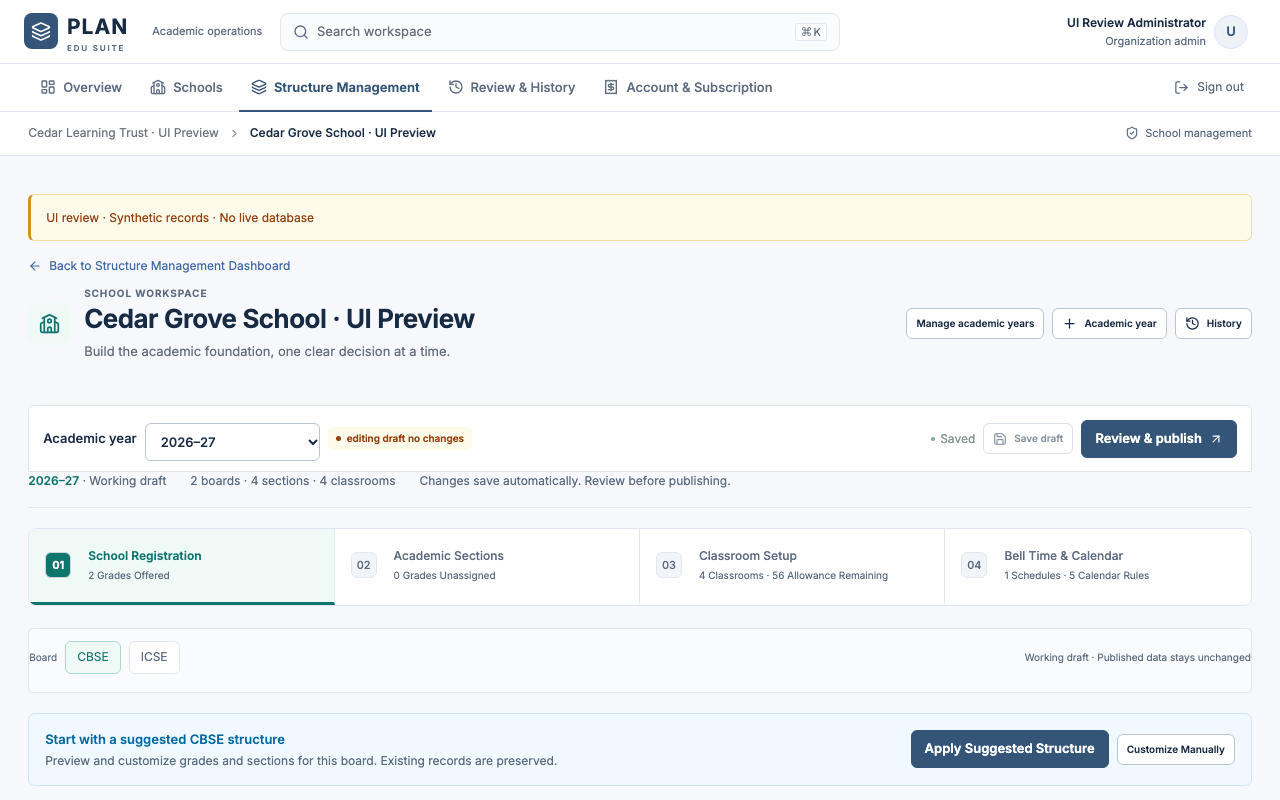 PLAN
EDU SUITE
Academic operations
Search workspace
⌘K
UI Review Administrator
Organization admin
U
Overview
Schools
Structure Management
Review & History
Account & Subscription
Sign out
Cedar Learning Trust · UI Preview
Cedar Grove School · UI Preview
School management
UI review · Synthetic records · No live database
Back to Structure Management Dashboard
SCHOOL WORKSPACE
Cedar Grove School · UI Preview
Build the academic foundation, one clear decision at a time.
Manage academic years
Academic year
History
Academic year
2026–27
editing draft no changes
Saved
Save draft
Review & publish
2026–27 · Working draft
2 boards · 4 sections · 4 classrooms
Changes save automatically. Review before publishing.
01
School Registration
2 Grades Offered
02
Academic Sections
0 Grades Unassigned
03
Classroom Setup
4 Classrooms · 56 Allowance Remaining
04
Bell Time & Calendar
1 Schedules · 5 Calendar Rules
Board
CBSE
ICSE
Working draft · Published data stays unchanged
Start with a suggested CBSE structure
Preview and customize grades and sections for this board. Existing records are preserved.
Apply Suggested Structure
Customize Manually